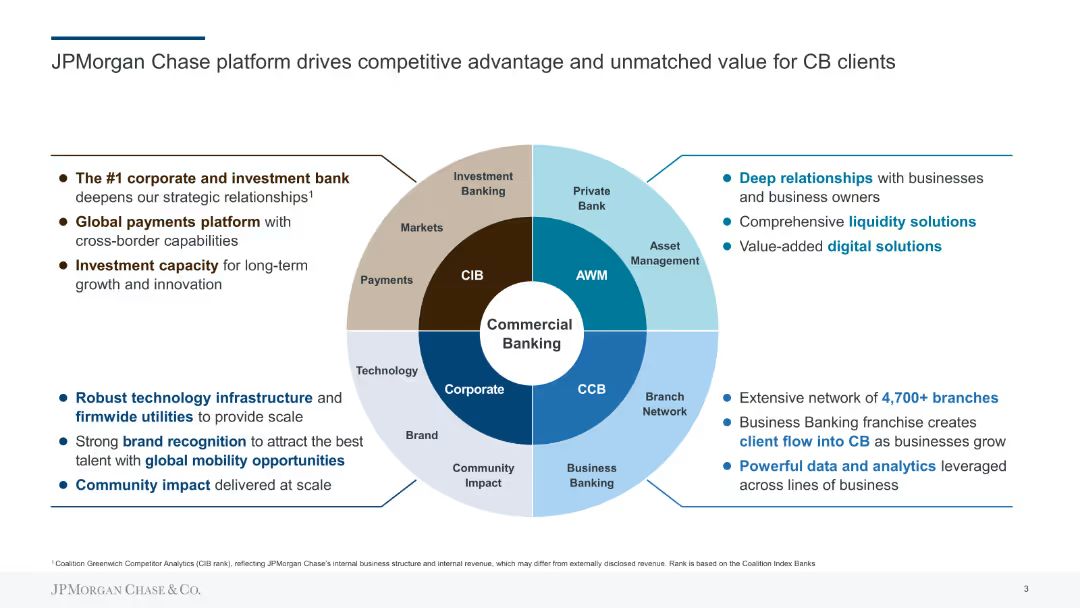 JPMorgan Chase platform drives competitive advantage and unmatched value for CB clients
● The #1 corporate and investment bank
deepens our strategic relationships¹
● Global payments platform with
cross-border capabilities
● Investment capacity for long-term
growth and innovation
Investment
Banking
Markets
Payments
CIB
Private
Bank
Asset
Management
AWM
● Deep relationships with businesses
and business owners
● Comprehensive liquidity solutions
● Value-added digital solutions
Commercial
Banking
● Robust technology infrastructure and
firmwide utilities to provide scale
● Strong brand recognition to attract the best
talent with global mobility opportunities
● Community impact delivered at scale
Technology
Corporate
Brand
Community
Impact
CCB
Branch
Network
Business
Banking
● Extensive network of 4,700+ branches
● Business Banking franchise creates
client flow into CB as businesses grow
● Powerful data and analytics leveraged
across lines of business
¹ Coalition Greenwich Competitor Analytics (CIB rank), reflecting JPMorgan Chase's internal business structure and internal revenue, which may differ from externally disclosed revenue. Rank is based on the Coalition Index Banks
JPMORGAN CHASE & CO.
3